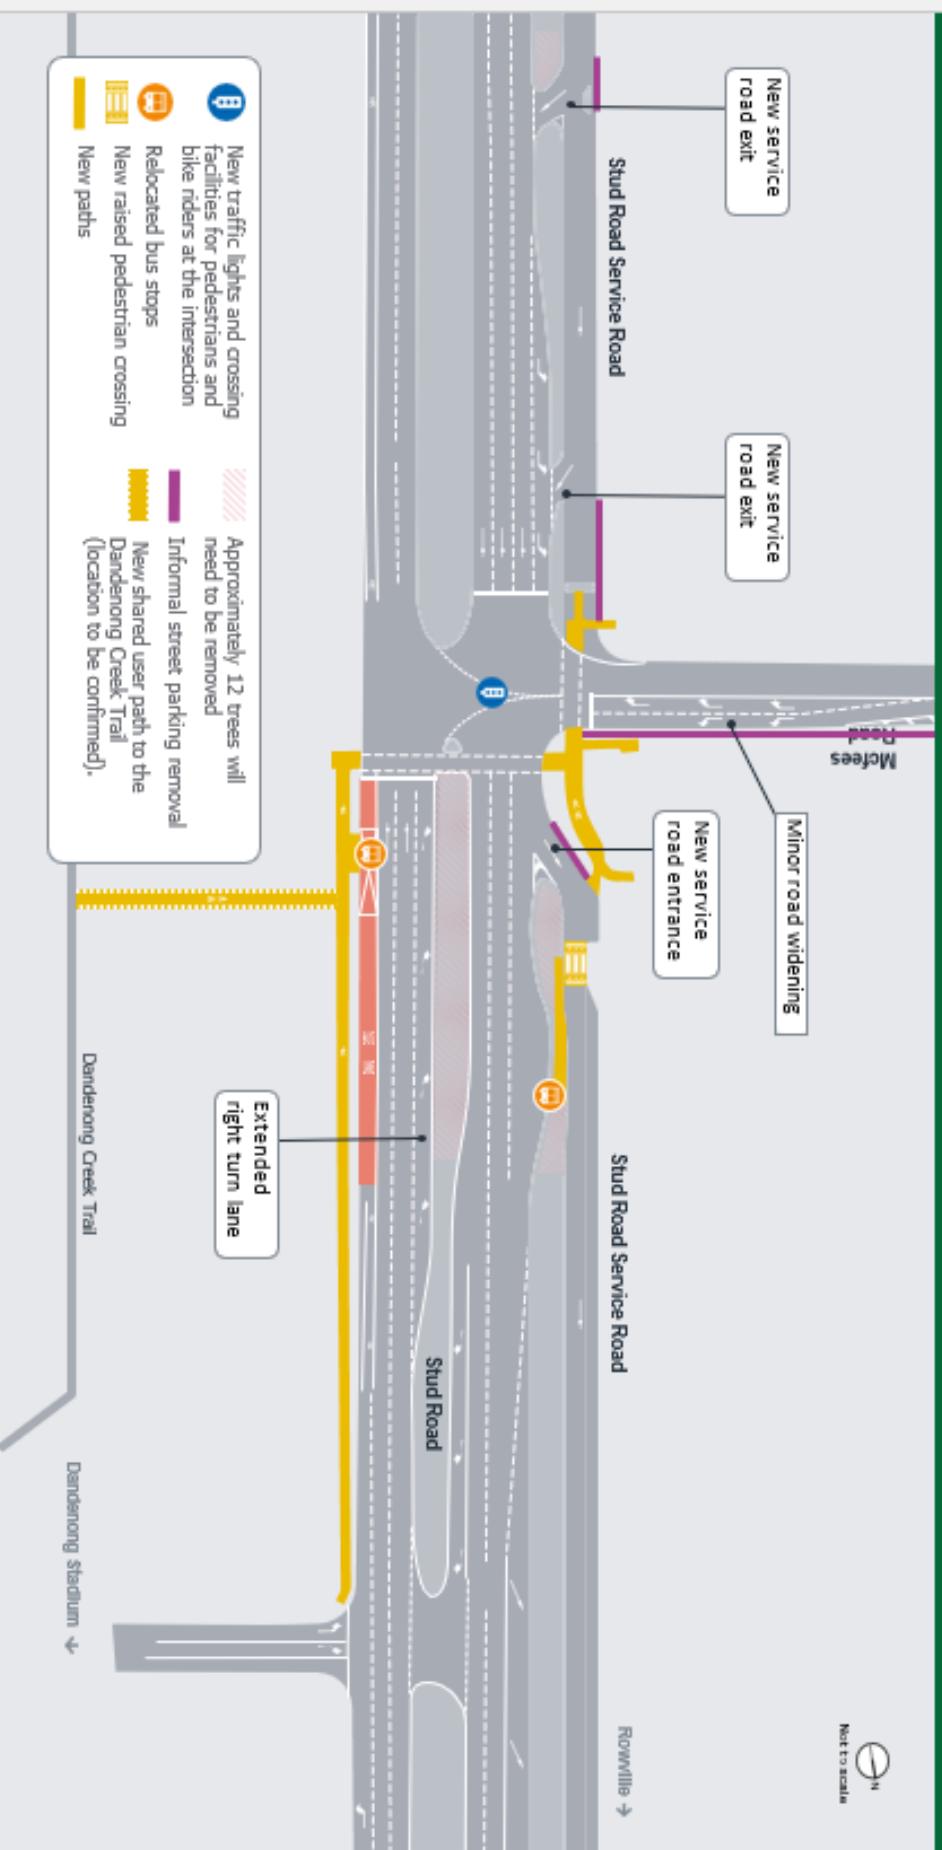 New service
road exit
Stud Road Service Road
New service
road exit
Mcfees
Road
Minor road widening
New service
road entrance
Stud Road Service Road
Extended
right turn lane
Stud Road
Dandenong Creek Trail
Dandenong Stadium
Rowville
N
Not to scale
New traffic lights and crossing
facilities for pedestrians and
bike riders at the intersection
Relocated bus stops
New raised pedestrian crossing
New paths
Approximately 12 trees will
need to be removed
Informal street parking removal
New shared user path to the
Dandenong Creek Trail
(location to be confirmed).